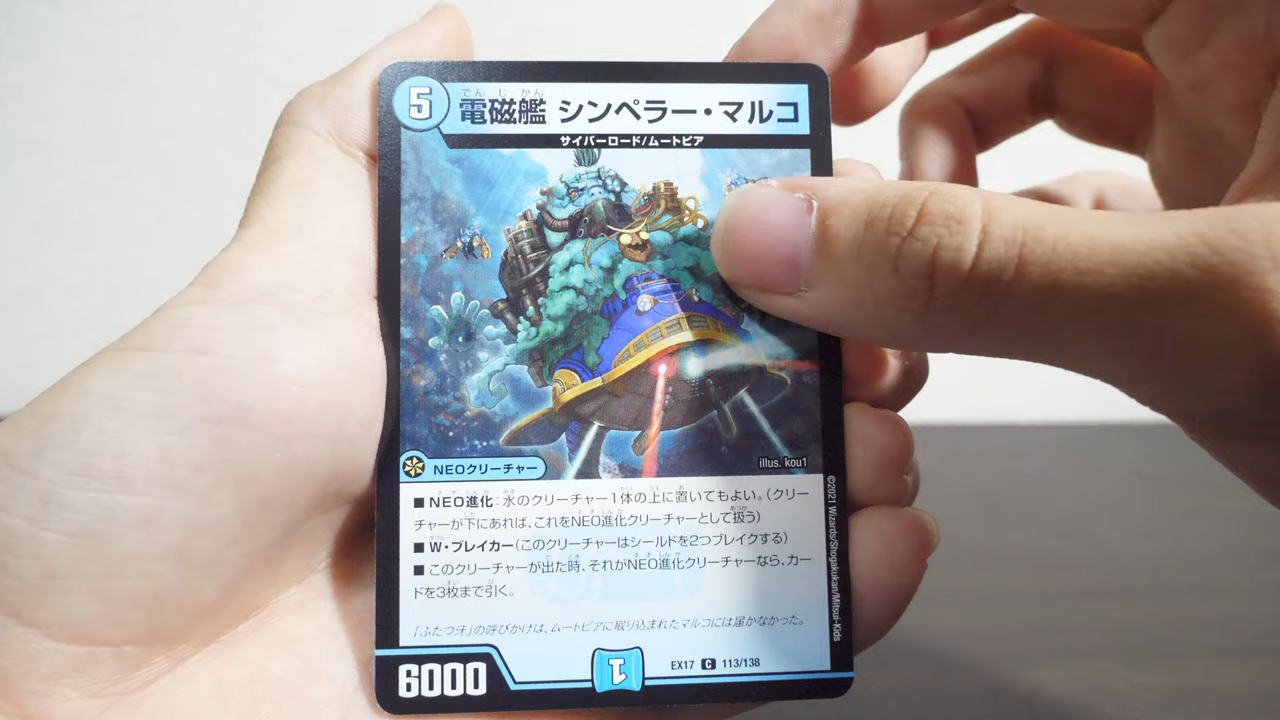 5
電磁艦 シンペラー・マルコ
でんじかん
サイバーロード/ムートピア
illus. kou1
NEOクリーチャー
■ NEO進化:水のクリーチャー1体の上に置いてもよい。(クリー
チャーが下にあれば、これをNEO進化クリーチャーとして扱う)
■ W・ブレイカー(このクリーチャーはシールドを2つブレイクする)
■ このクリーチャーが出た時、それがNEO進化クリーチャーなら、カー
ドを3枚まで引く。
「ふたつ牙」の呼びかけは、ムートピアに取り込まれたマルコには届かなかった。
©2021 Wizards/Shogakukan/Mitsui-Kids
6000
1
EX17 C 113/138